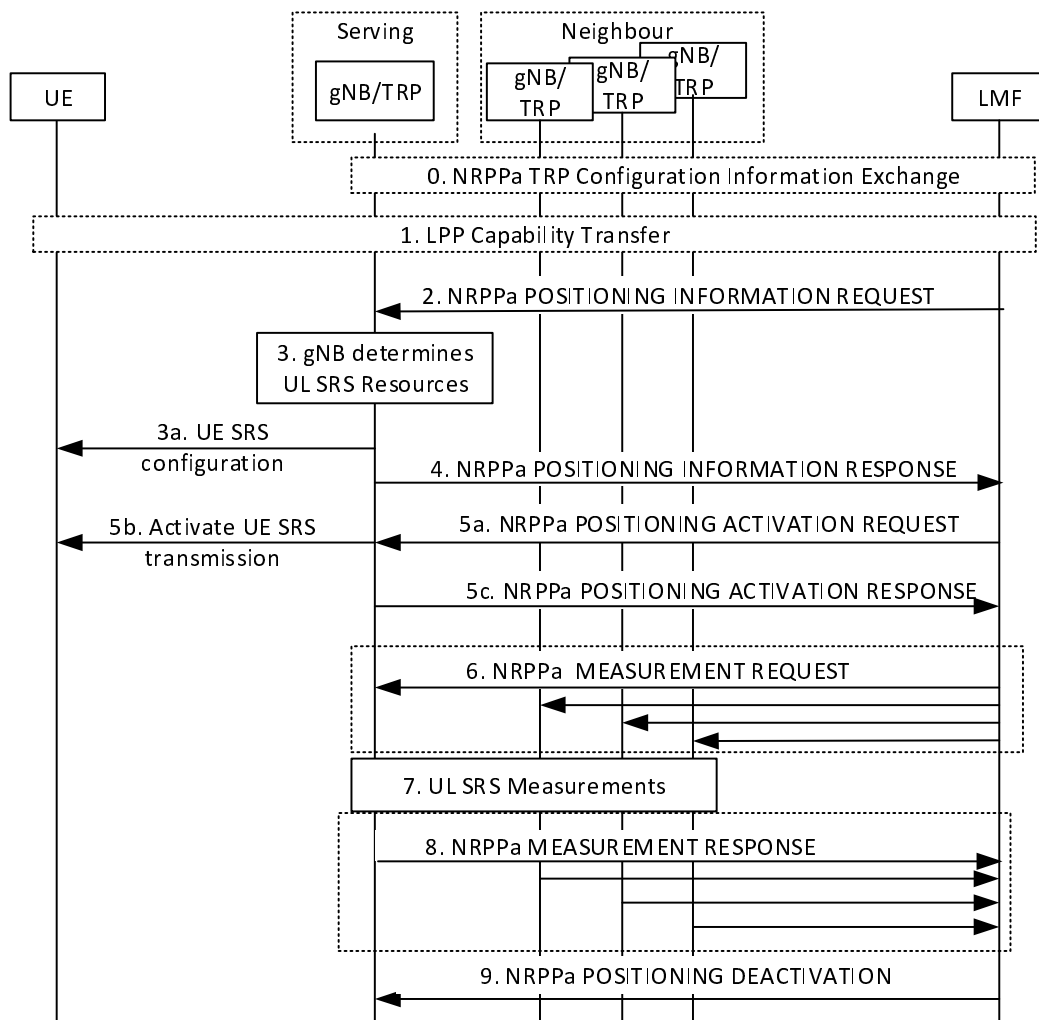 Serving
Neighbour
gNB/TRP
gNB/
TRP
gNB/
TRP
gNB/
TRP
UE
LMF
0. NRPPa TRP Configuration Information Exchange
1. LPP Capability Transfer
2. NRPPa POSITIONING INFORMATION REQUEST
3. gNB determines
UL SRS Resources
3a. UE SRS
configuration
4. NRPPa POSITIONING INFORMATION RESPONSE
5b. Activate UE SRS
transmission
5a. NRPPa POSITIONING ACTIVATION REQUEST
5c. NRPPa POSITIONING ACTIVATION RESPONSE
6. NRPPa MEASUREMENT REQUEST
7. UL SRS Measurements
8. NRPPa MEASUREMENT RESPONSE
9. NRPPa POSITIONING DEACTIVATION